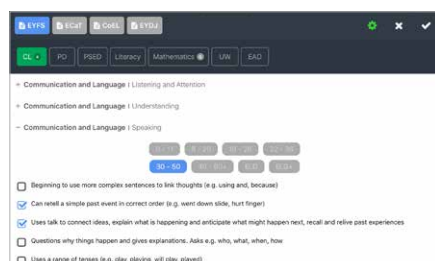 EYFS ECaT CoEL EYDJ
CL PD PSED Literacy Mathematics UW EAD
+ Communication and Language | Listening and Attention
+ Communication and Language | Understanding
− Communication and Language | Speaking
30 - 50
Beginning to use more complex sentences to link thoughts (e.g. using and, because)
Can retell a simple past event in correct order (e.g. went down slide, hurt finger)
Uses talk to connect ideas, explain what is happening and anticipate what might happen next, recall and relive past experiences
Questions why things happen and gives explanations. Asks e.g. who, what, when, how
Uses a range of tenses (e.g. play, playing, will play, played)